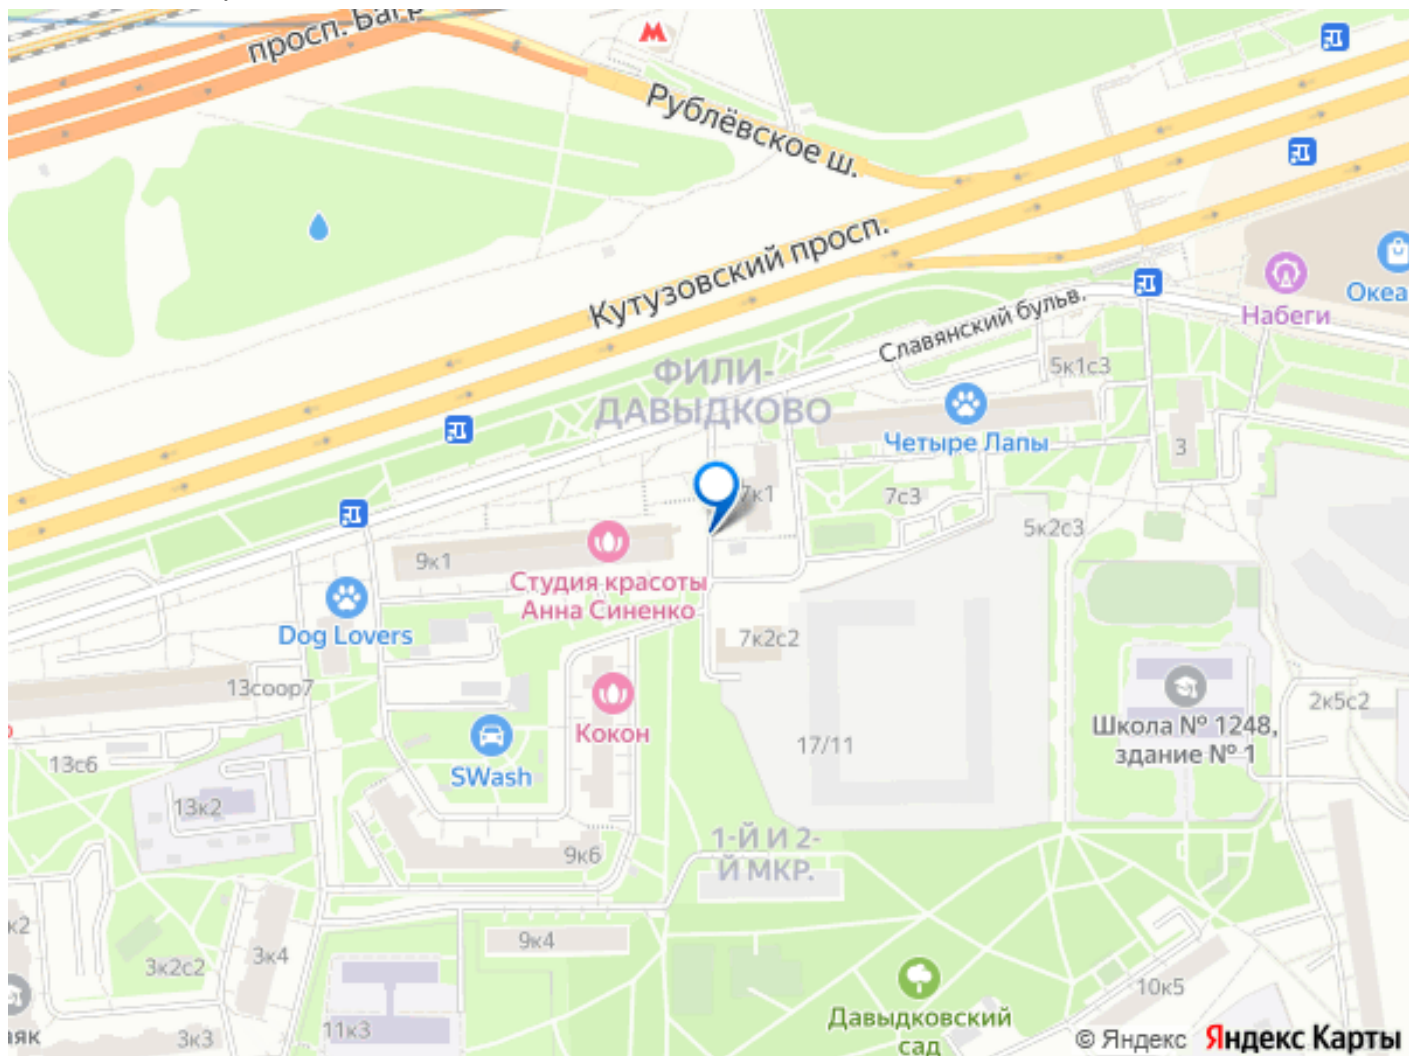 просп. Багр
Рублёвское ш.
Кутузовский просп.
Славянский бульв.
Набеги
Океа
ФИЛИ-
ДАВЫДКОВО
5к1с3
Четыре Лапы
3
7к1
7с3
5к2с3
9к1
Студия красоты
Анна Синенко
Dog Lovers
7к2с2
13соор7
Кокон
2к5с2
Школа № 1248,
здание № 1
17/11
13с6
SWash
13к2
1-Й И 2-
Й МКР.
9к6
к2
9к4
3к4
3к2с2
10к5
Давыдковский
сад
11к3
3к3
аяк
© Яндекс Яндекс Карты